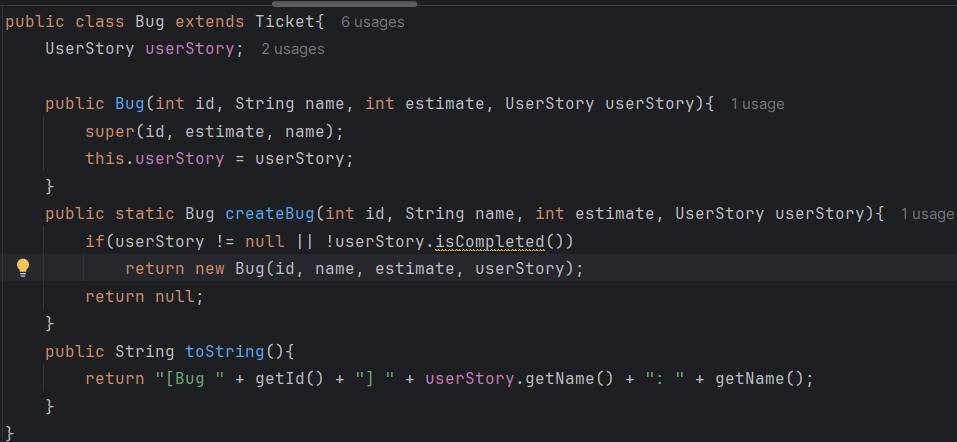 public class Bug extends Ticket{ 6 usages
    UserStory userStory; 2 usages

    public Bug(int id, String name, int estimate, UserStory userStory){ 1 usage
        super(id, estimate, name);
        this.userStory = userStory;
    }
    public static Bug createBug(int id, String name, int estimate, UserStory userStory){ 1 usage
        if(userStory != null || !userStory.isCompleted())
            return new Bug(id, name, estimate, userStory);
        return null;
    }
    public String toString(){
        return "[Bug " + getId() + "] " + userStory.getName() + ": " + getName();
    }
}